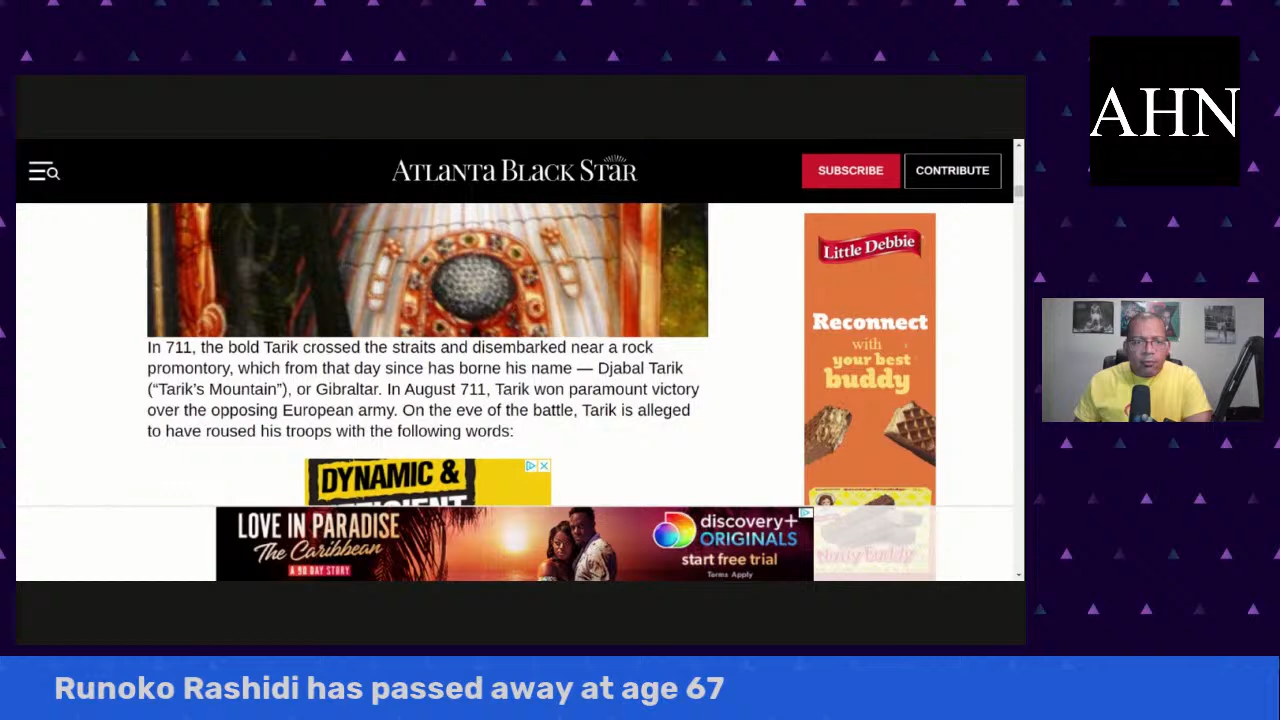 AHN
ATLANTA BLACK STAR
SUBSCRIBE
CONTRIBUTE
In 711, the bold Tarik crossed the straits and disembarked near a rock
promontory, which from that day since has borne his name — Djabal Tarik
(“Tarik’s Mountain”), or Gibraltar. In August 711, Tarik won paramount victory
over the opposing European army. On the eve of the battle, Tarik is alleged
to have roused his troops with the following words:
Little Debbie
Reconnect
with
your best
buddy
Nutty Buddy
DYNAMIC &
LOVE IN PARADISE
The Caribbean
A 90 DAY STORY
discovery+
ORIGINALS
start free trial
Terms Apply
Runoko Rashidi has passed away at age 67